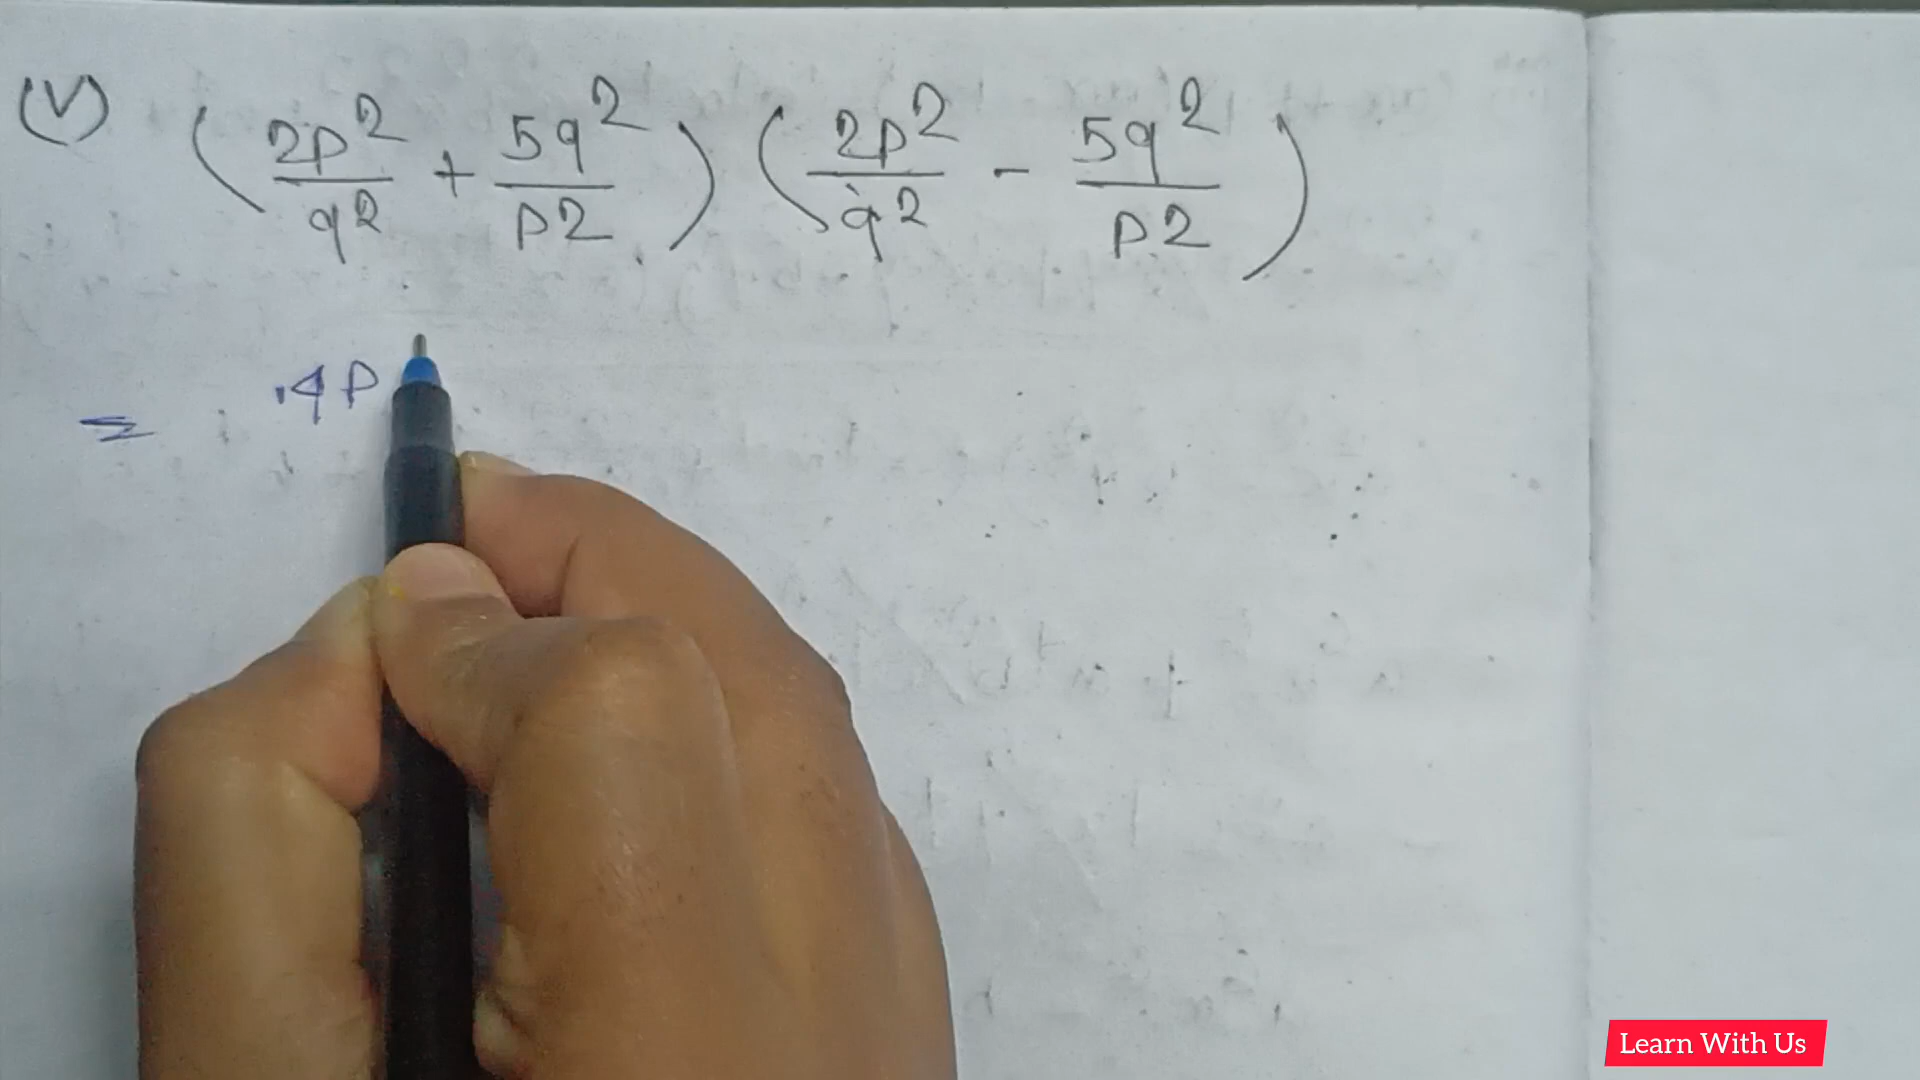 (V) (2p²/q² + 5q²/p2) (2p²/q2 - 5q²/p2)
= 4p
Learn With Us